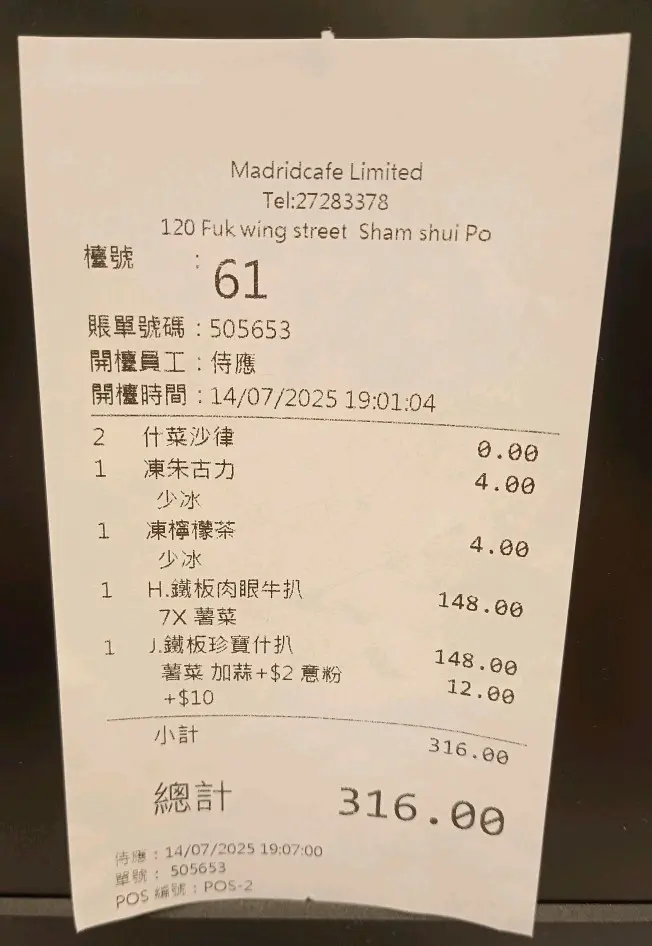 Madridcafe Limited
Tel:27283378
120 Fuk wing street Sham shui Po
檯號 :
61
賬單號碼 : 505653
開檯員工 : 侍應
開檯時間 : 14/07/2025 19:01:04
2 什菜沙律 0.00
1 凍朱古力 4.00
少冰
1 凍檸檬茶 4.00
少冰
1 H.鐵板肉眼牛扒 148.00
7X 薯菜
1 J.鐵板珍寶什扒 148.00
薯菜 加蒜+$2 意粉 12.00
+$10
小計 316.00
總計 316.00
侍應 : 14/07/2025 19:07:00
單號 : 505653
POS 編號 : POS-2